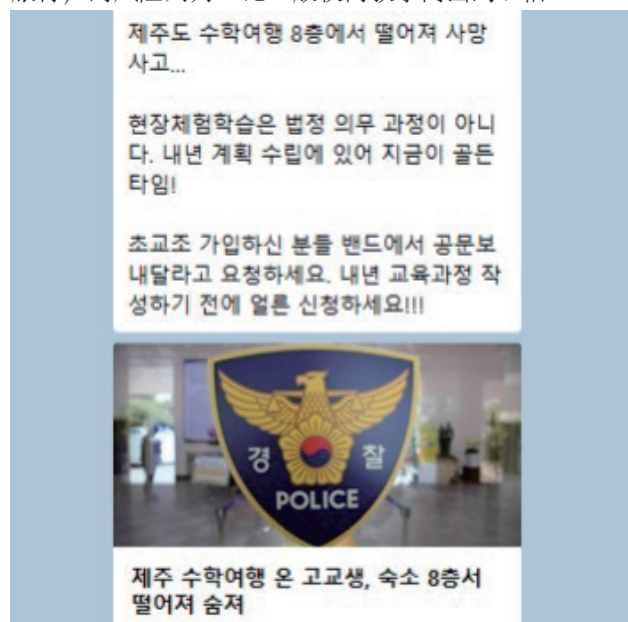 제주도 수학여행 8층에서 떨어져 사망
사고...
현장체험학습은 법정 의무 과정이 아니
다. 내년 계획 수립에 있어 지금이 골든
타임!
초교조 가입하신 분들 밴드에서 공문보
내달라고 요청하세요. 내년 교육과정 작
성하기 전에 얼른 신청하세요!!!
경 찰
POLICE
제주 수학여행 온 고교생, 숙소 8층서
떨어져 숨져